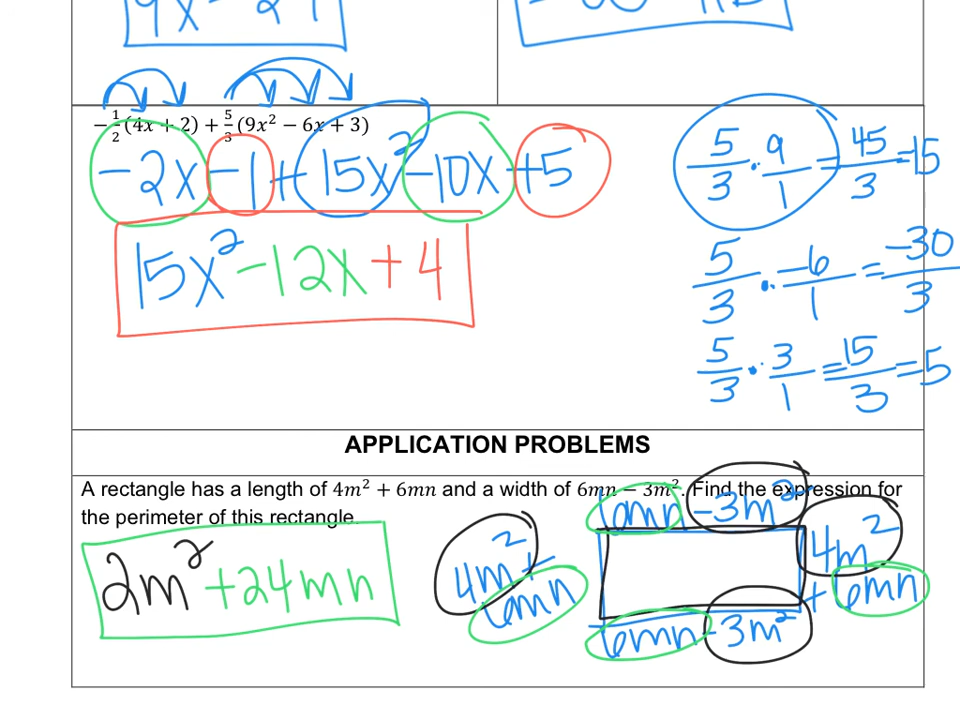 9x
−1/2(4x + 2) + 5/3(9x² − 6x + 3)
−2x −1 + 15x² −10x +5
15x² −12x + 4
5/3 · 9/1 = 45/3 = 15
5/3 · −6/1 = −30/3
5/3 · 3/1 = 15/3 = 5
APPLICATION PROBLEMS
A rectangle has a length of 4m² + 6mn and a width of 6mn − 3m². Find the expression for
the perimeter of this rectangle.
6mn −3m²
2m² +24mn
4m² +
6mn
4m²
+ 6mn
6mn −3m²